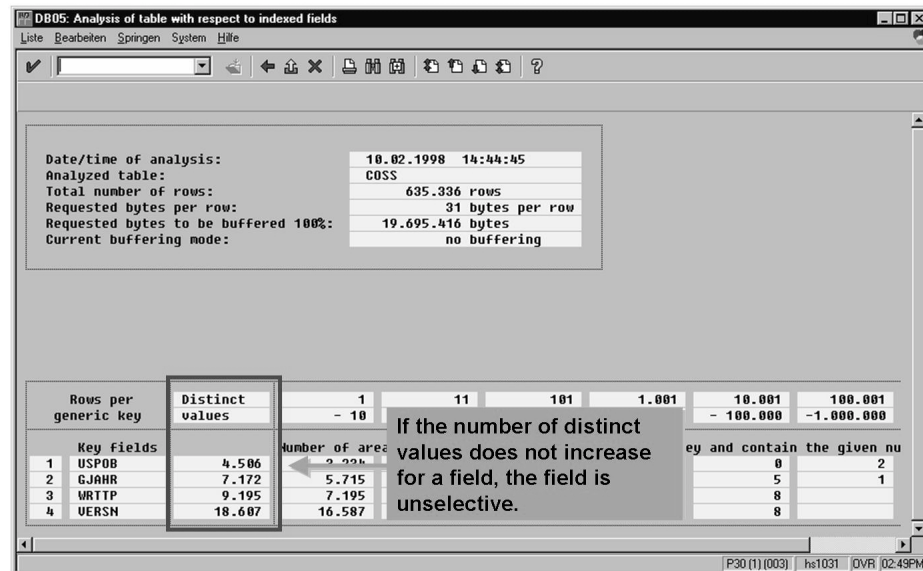 DB05: Analysis of table with respect to indexed fields
Liste Bearbeiten Springen System Hilfe
Date/time of analysis: 10.02.1998 14:44:45
Analyzed table: COSS
Total number of rows: 635.336 rows
Requested bytes per row: 31 bytes per row
Requested bytes to be buffered 100%: 19.695.416 bytes
Current buffering mode: no buffering
Rows per Distinct 1 11 101 1.001 10.001 100.001
generic key values - 10 - 100.000 -1.000.000
Key fields Number of ey and contain the given nu
1 USPOB 4.506 0 2
2 GJAHR 7.172 5.715 5 1
3 WRTTP 9.195 7.195 8
4 VERSN 18.607 16.587 8
If the number of distinct
values does not increase
for a field, the field is
unselective.
P30 (1) (003) hs1031 OVR 02:49PM